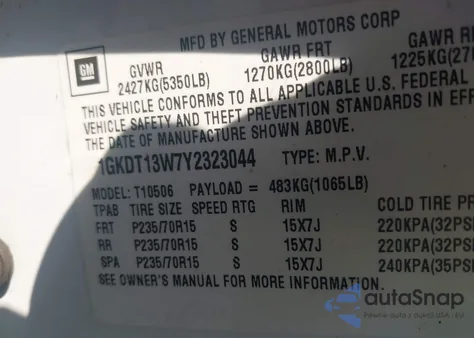 MFD BY GENERAL MOTORS CORP
GM
GVWR GAWR FRT GAWR R
2427KG(5350LB) 1270KG(2800LB) 1225KG(27
THIS VEHICLE CONFORMS TO ALL APPLICABLE U.S. FEDERAL
VEHICLE SAFETY AND THEFT PREVENTION STANDARDS IN EFF
THE DATE OF MANUFACTURE SHOWN ABOVE.
1GKDT13W7Y2323044 TYPE: M.P.V.
MODEL: T10506 PAYLOAD = 483KG(1065LB)
TPAB TIRE SIZE SPEED RTG RIM COLD TIRE P
FRT P235/70R15 S 15X7J 220KPA(32PS
RR P235/70R15 S 15X7J 220KPA(32PS
SPA P235/70R15 S 15X7J 240KPA(35PS
SEE OWNER'S MANUAL FOR MORE INFORMATION.
autaSnap